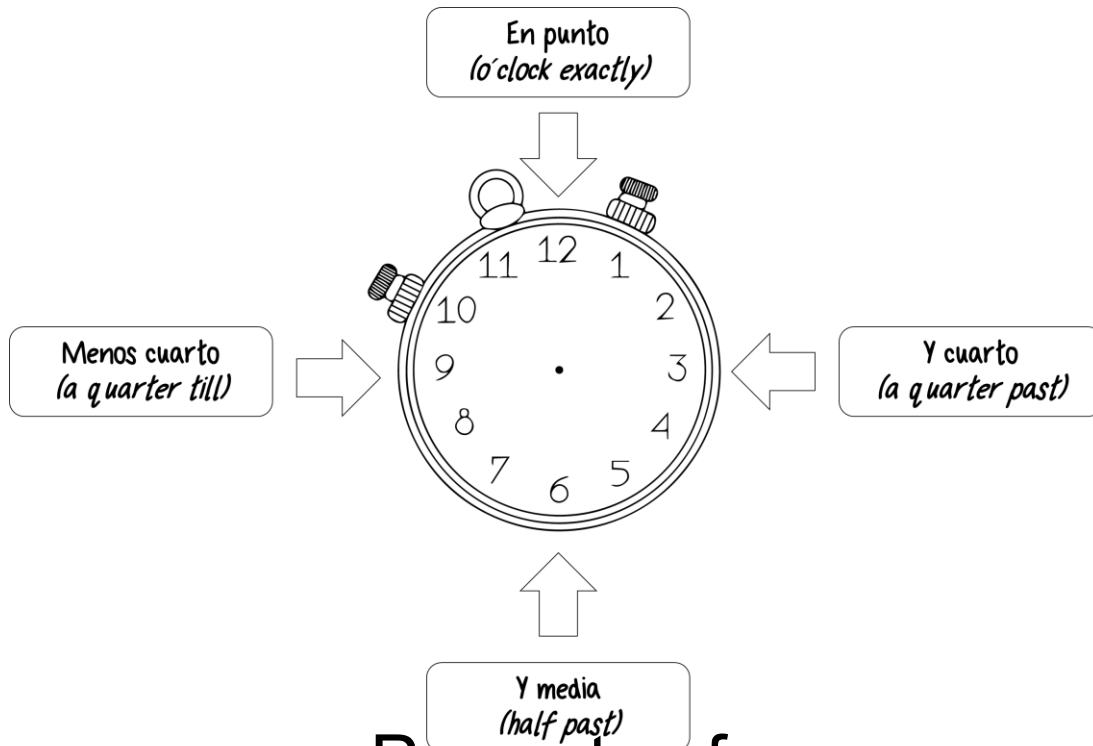 En punto
(o´clock exactly)
12
11
1
10
2
Menos cuarto
(a quarter till)
9
3
Y cuarto
(a quarter past)
8
4
7
5
6
Y media
(half past)